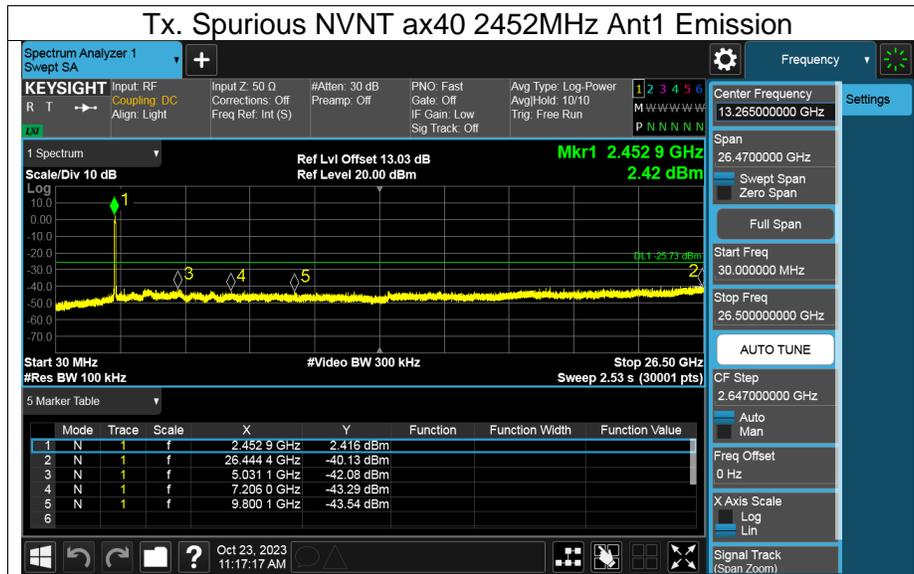 Tx. Spurious NVNT ax40 2452MHz Ant1 Emission
Spectrum Analyzer 1
Swept SA
+
Frequency
KEYSIGHT
R T
LXI
Input: RF
Coupling: DC
Align: Light
Input Z: 50 Ω
Corrections: Off
Freq Ref: Int (S)
#Atten: 30 dB
Preamp: Off
PNO: Fast
Gate: Off
IF Gain: Low
Sig Track: Off
Avg Type: Log-Power
Avg|Hold: 10/10
Trig: Free Run
1 2 3 4 5 6
M W W W W W
P N N N N N
1 Spectrum
Scale/Div 10 dB
Ref Lvl Offset 13.03 dB
Ref Level 20.00 dBm
Mkr1 2.452 9 GHz
2.42 dBm
Log
10.0
0.00
-10.0
-20.0
-30.0
-40.0
-50.0
-60.0
-70.0
1
3
4
5
2
DL1 -25.73 dBm
Start 30 MHz
#Res BW 100 kHz
#Video BW 300 kHz
Stop 26.50 GHz
Sweep 2.53 s (30001 pts)
5 Marker Table
Mode Trace Scale X Y Function Function Width Function Value
1 N 1 f 2.452 9 GHz 2.416 dBm
2 N 1 f 26.444 4 GHz -40.13 dBm
3 N 1 f 5.031 1 GHz -42.08 dBm
4 N 1 f 7.206 0 GHz -43.29 dBm
5 N 1 f 9.800 1 GHz -43.54 dBm
6
?
Oct 23, 2023
11:17:17 AM
Center Frequency
13.265000000 GHz
Settings
Span
26.4700000 GHz
Swept Span
Zero Span
Full Span
Start Freq
30.000000 MHz
Stop Freq
26.500000000 GHz
AUTO TUNE
CF Step
2.647000000 GHz
Auto
Man
Freq Offset
0 Hz
X Axis Scale
Log
Lin
Signal Track
(Span Zoom)